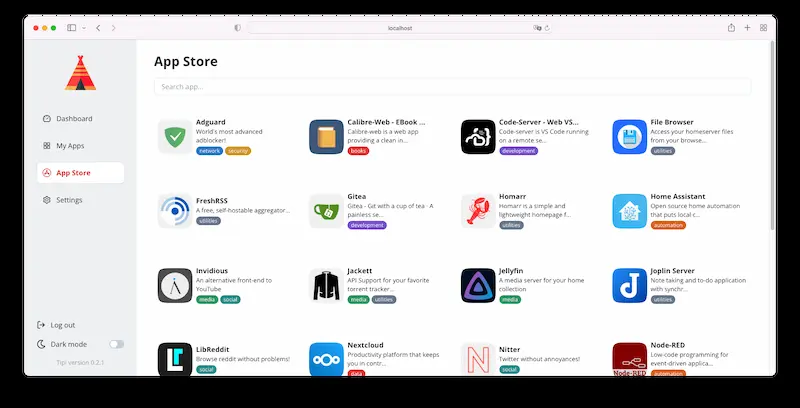 localhost
App Store
Search app...
Dashboard
My Apps
App Store
Settings
Adguard
World's most advanced
adblocker!
network
security
Calibre-Web - EBook ...
Calibre-web is a web app
providing a clean in...
books
Code-Server - Web VS...
Code-server is VS Code running
on a remote se...
development
File Browser
Access your homeserver files
from your browse...
utilities
FreshRSS
A free, self-hostable aggregator...
utilities
Gitea
Gitea - Git with a cup of tea · A
painless se...
development
Homarr
Homarr is a simple and
lightweight homepage f...
utilities
Home Assistant
Open source home automation
that puts local c...
automation
Invidious
An alternative front-end to
YouTube
media
social
Jackett
API Support for your favorite
torrent tracker...
media
utilities
Jellyfin
A media server for your home
collection
media
Joplin Server
Note taking and to-do application
with synchr...
utilities
LibReddit
Browse reddit without problems!
social
Nextcloud
Productivity platform that keeps
you in contr...
data
Nitter
Twitter without annoyances!
social
Node-RED
Node-RED
Low-code programming for
event-driven applica...
automation
Log out
Dark mode
Tipi version 0.2.1